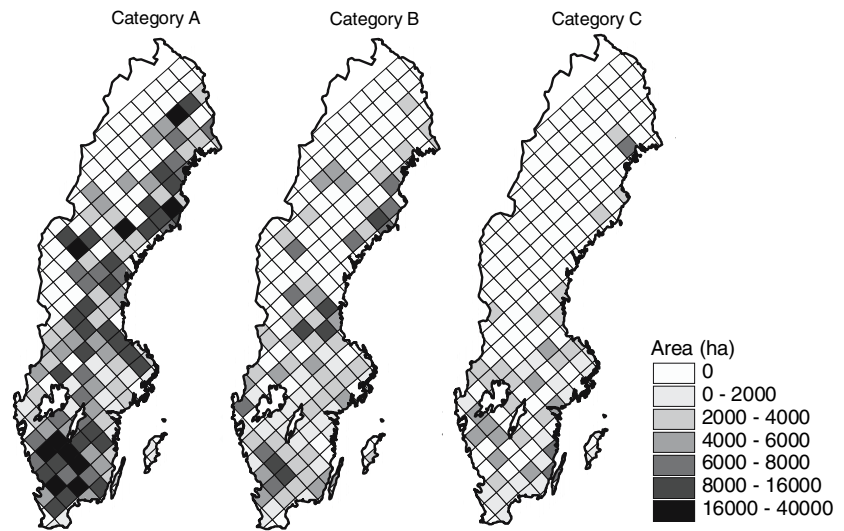 Category A
Category B
Category C
Area (ha)
0
0 - 2000
2000 - 4000
4000 - 6000
6000 - 8000
8000 - 16000
16000 - 40000